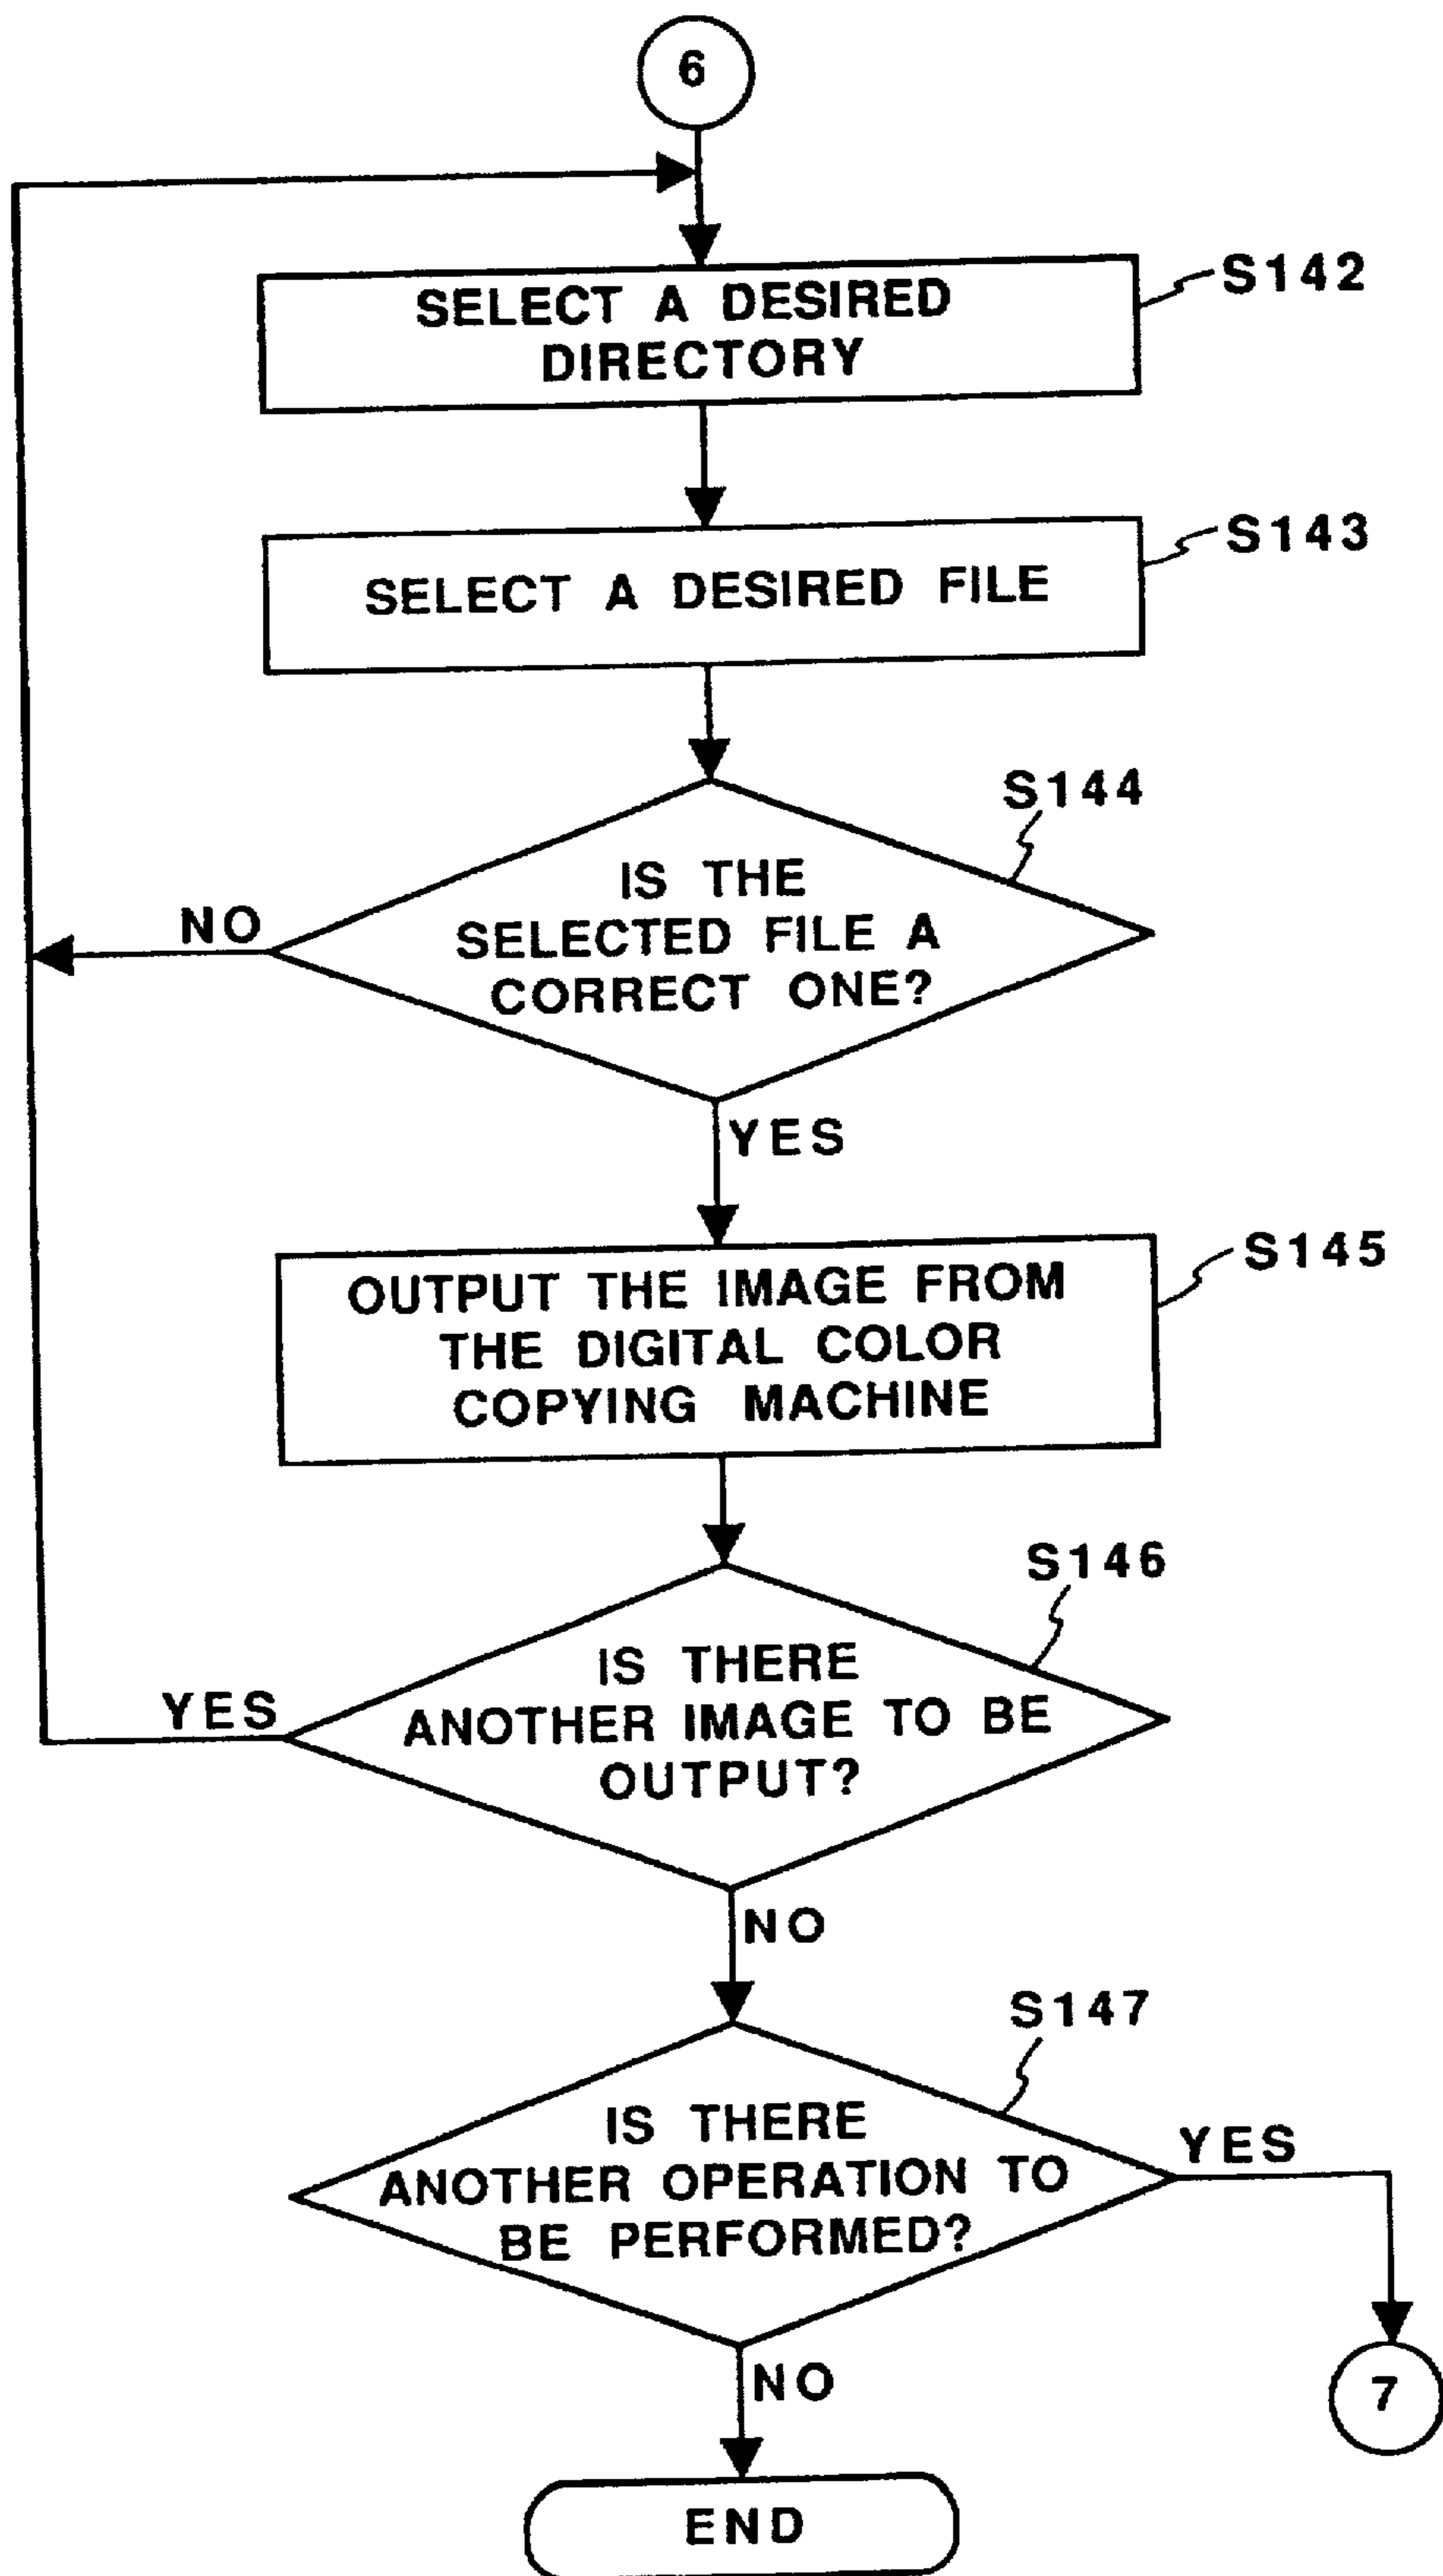 6
SELECT A DESIRED
DIRECTORY
S142
SELECT A DESIRED FILE
S143
S144
IS THE
SELECTED FILE A
CORRECT ONE?
NO
YES
OUTPUT THE IMAGE FROM
THE DIGITAL COLOR
COPYING MACHINE
S145
S146
IS THERE
ANOTHER IMAGE TO BE
OUTPUT?
YES
NO
S147
IS THERE
ANOTHER OPERATION TO
BE PERFORMED?
YES
NO
7
END